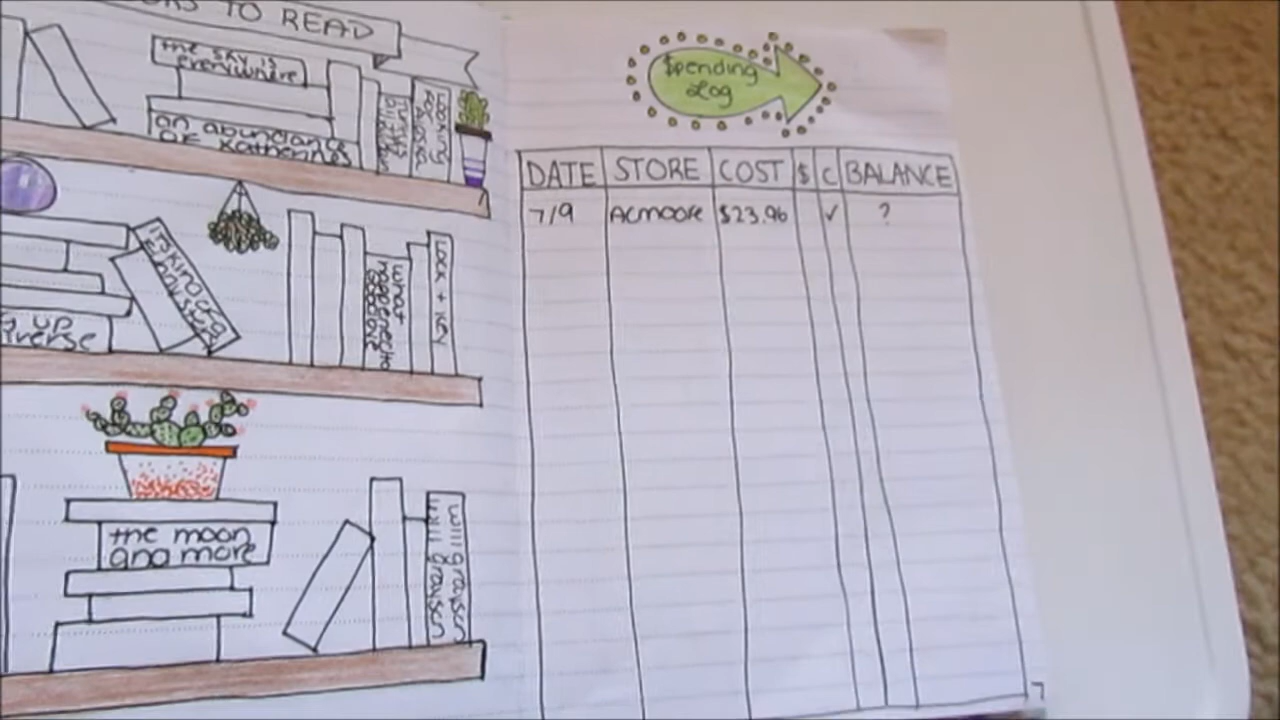 TO READ
the sky is
everywhere
an abundance
of Katherines
Looking
for
Alaska
It's kind of a
funny story
up
what
happened to
goodbye
Lock + Key
the moon
and more
will grayson
will grayson
Spending
Log
DATE STORE COST $ C BALANCE
7/9 ACmoore $23.96 ✓ ?
7